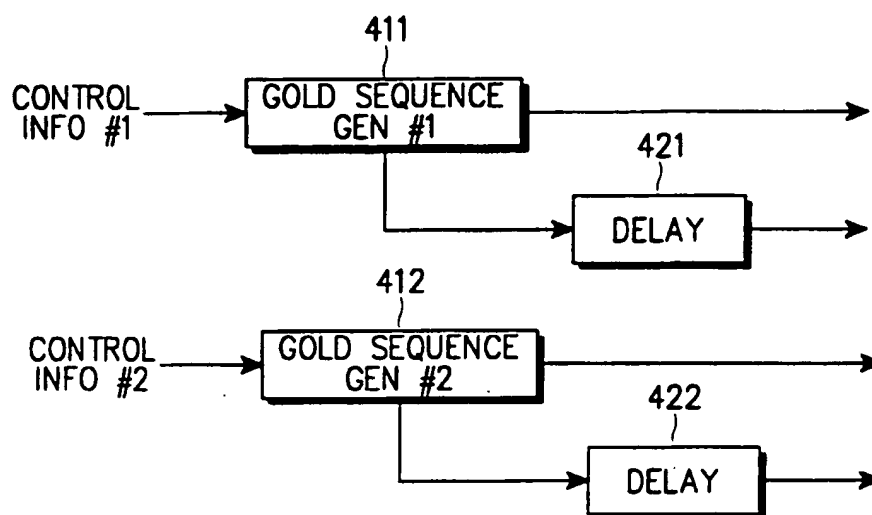 411
CONTROL
INFO #1
GOLD SEQUENCE
GEN #1
421
DELAY
412
CONTROL
INFO #2
GOLD SEQUENCE
GEN #2
422
DELAY